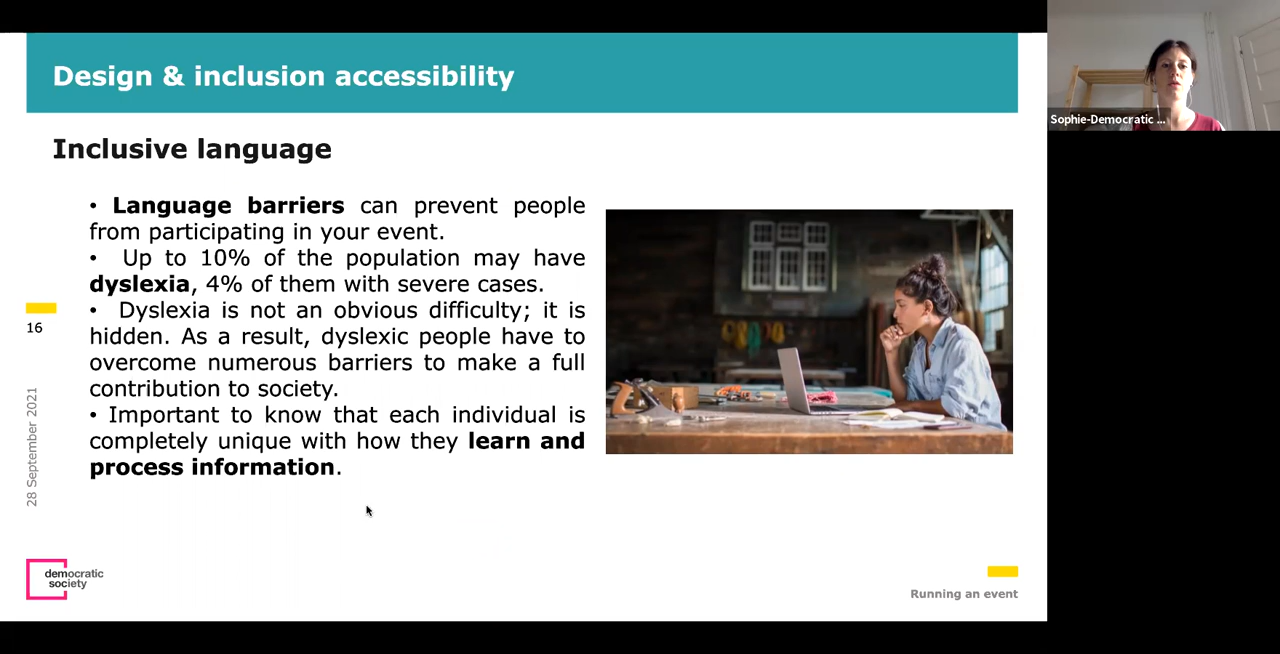 Design & inclusion accessibility
Inclusive language
• Language barriers can prevent people
from participating in your event.
• Up to 10% of the population may have
dyslexia, 4% of them with severe cases.
• Dyslexia is not an obvious difficulty; it is
hidden. As a result, dyslexic people have to
overcome numerous barriers to make a full
contribution to society.
• Important to know that each individual is
completely unique with how they learn and
process information.
16
28 September 2021
democratic
society
Running an event
Sophie-Democratic ...